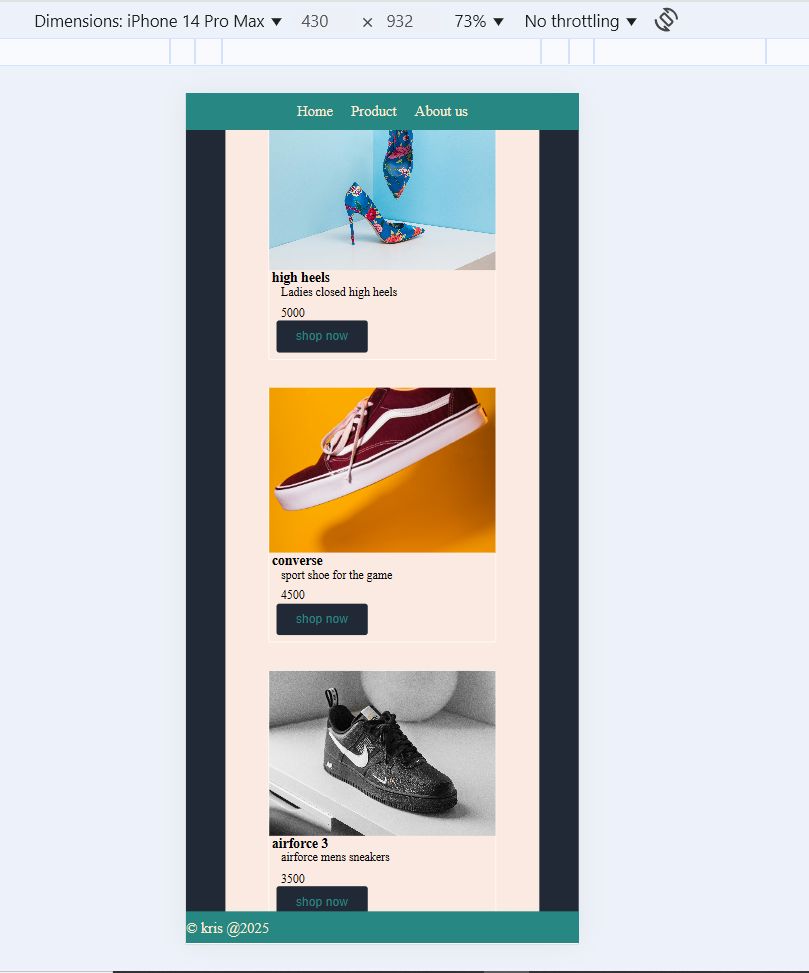 Dimensions: iPhone 14 Pro Max ▼ 430 × 932 73% ▼ No throttling ▼
Home Product About us
high heels
Ladies closed high heels
5000
shop now
converse
sport shoe for the game
4500
shop now
airforce 3
airforce mens sneakers
3500
shop now
© kris @2025